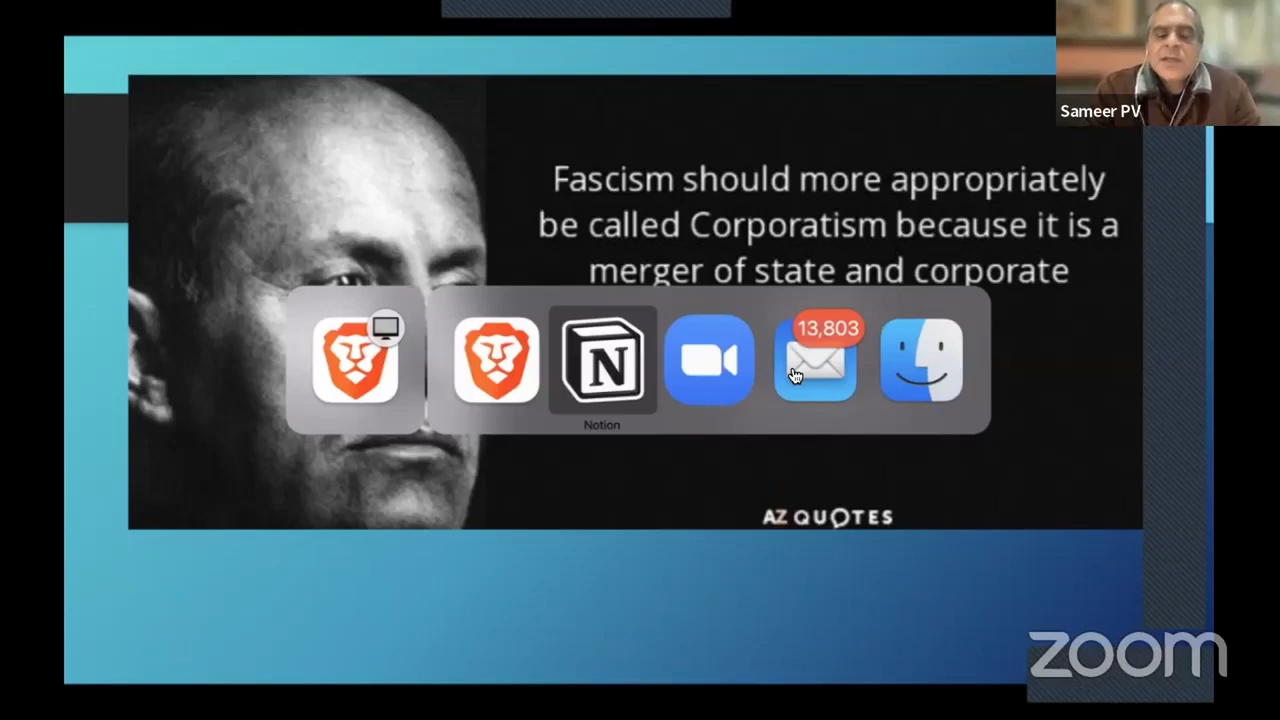 Sameer PV
Fascism should more appropriately
be called Corporatism because it is a
merger of state and corporate
13,803
N
Notion
AZ QUOTES
zoom